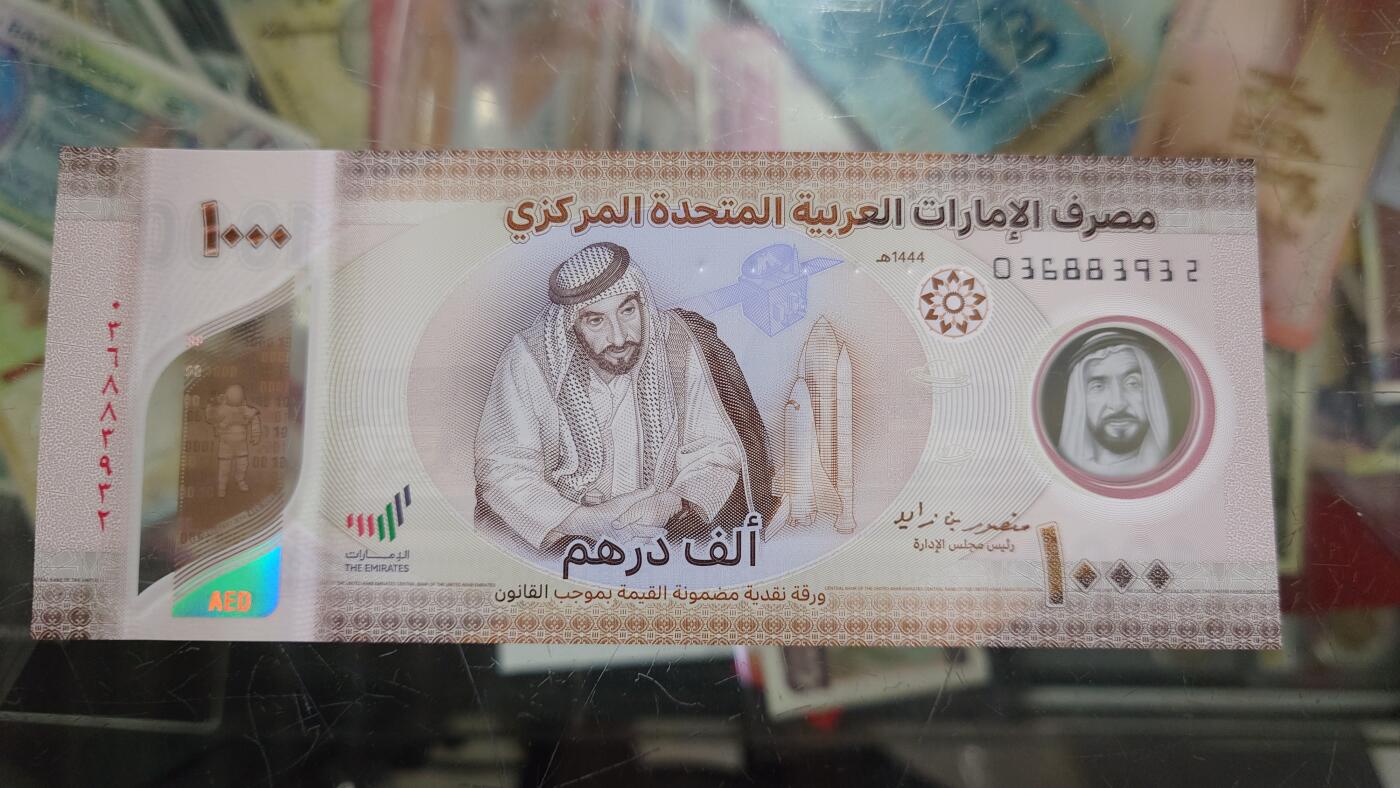 مصرف الإمارات العربية المتحدة المركزي
1444هـ
036883932
١٠٠٠
٠٣٦٨٨٣٩٣٢
AED
الإمارات
THE EMIRATES
ألف درهم
ورقة نقدية مضمونة القيمة بموجب القانون
منصور بن زايد
رئيس مجلس الإدارة
١٠٠٠